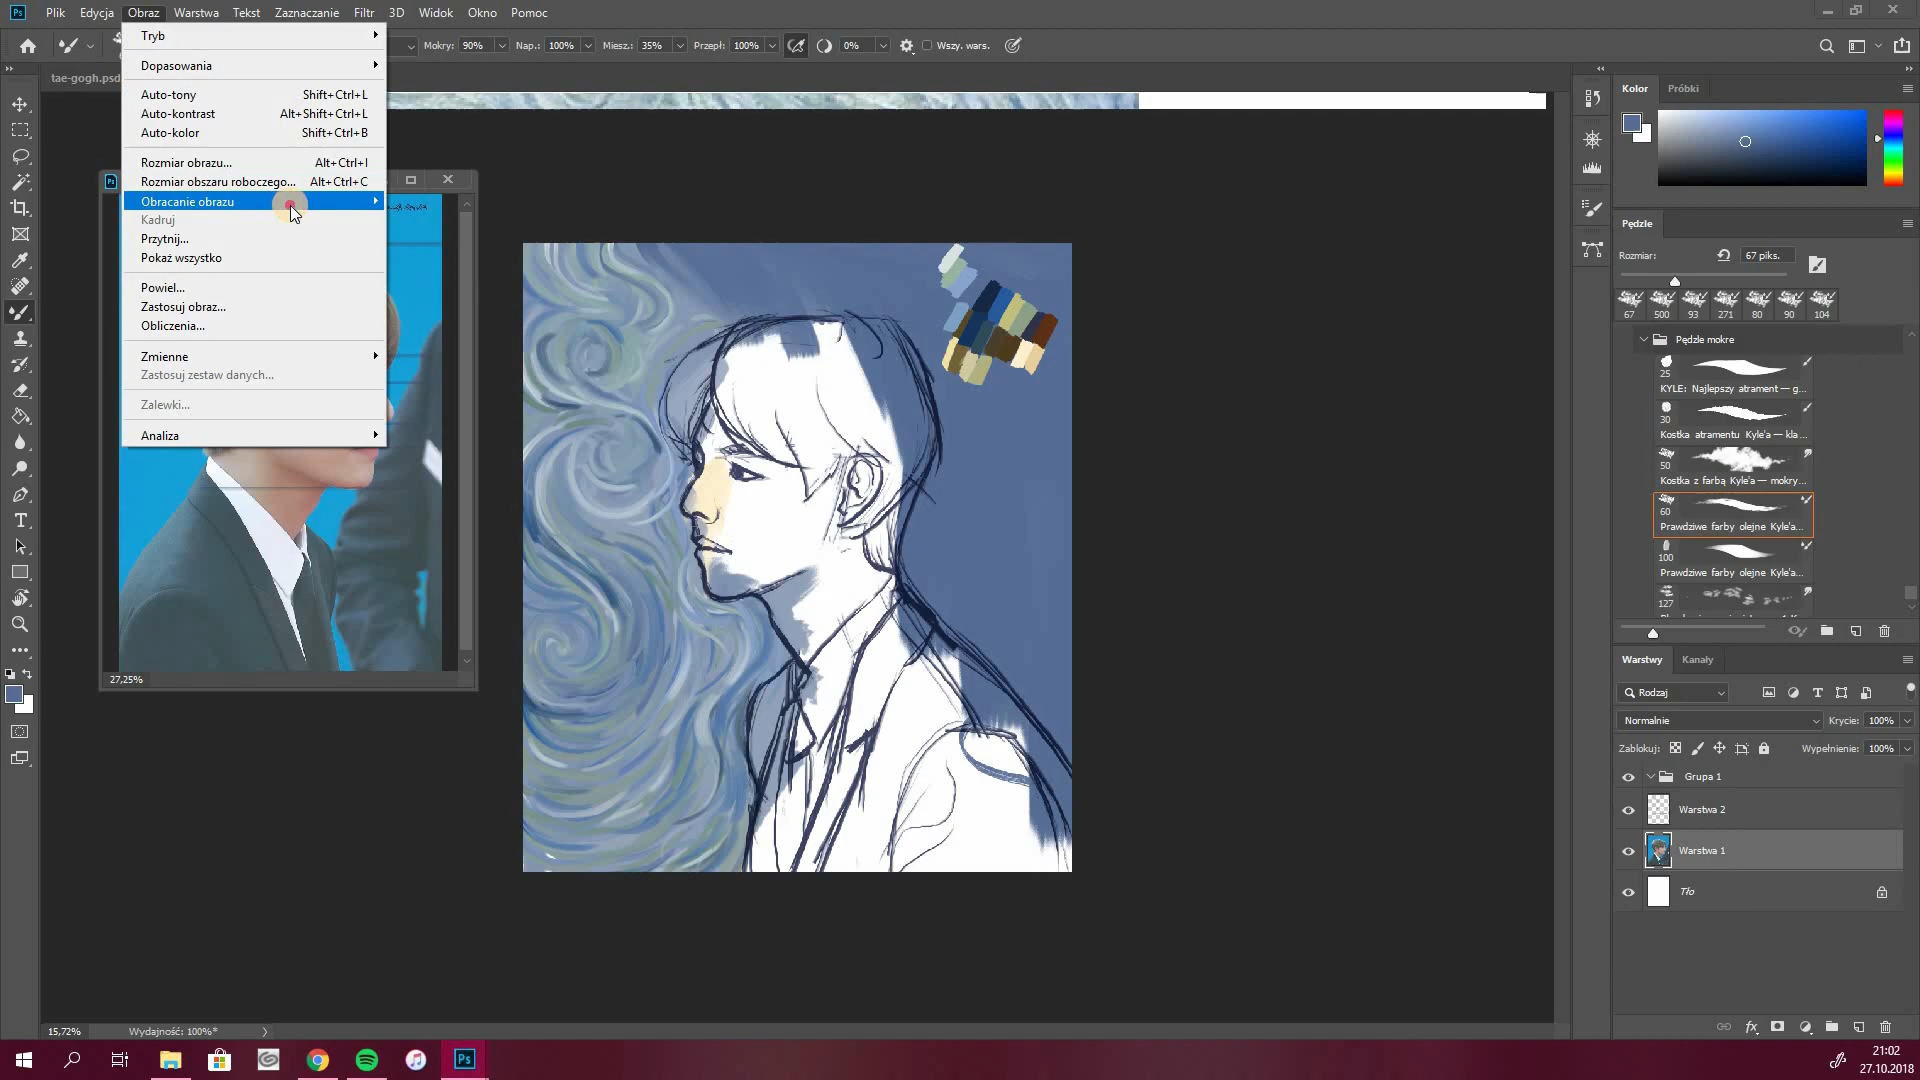 Ps Plik Edycja Obraz Warstwa Tekst Zaznaczanie Filtr 3D Widok Okno Pomoc
Mokry: 90% Nap.: 100% Miesz.: 35% Przepł: 100% 0% Wszy. wars.
tae-gogh.psd
Tryb
Dopasowania
Auto-tony Shift+Ctrl+L
Auto-kontrast Alt+Shift+Ctrl+L
Auto-kolor Shift+Ctrl+B
Rozmiar obrazu... Alt+Ctrl+I
Rozmiar obszaru roboczego... Alt+Ctrl+C
Obracanie obrazu
Kadruj
Przytnij...
Pokaż wszystko
Powiel...
Zastosuj obraz...
Obliczenia...
Zmienne
Zastosuj zestaw danych...
Zalewki...
Analiza
27,25%
15,72% Wydajność: 100%*
Kolor Próbki
Pędzle
Rozmiar: 67 piks.
67 500 93 271 80 90 104
Pędzle mokre
25
KYLE: Najlepszy atrament — g...
30
Kostka atramentu Kyle'a — kla...
50
Kostka z farbą Kyle'a — mokry...
60
Prawdziwe farby olejne Kyle'a...
100
Prawdziwe farby olejne Kyle'a...
127
Warstwy Kanały
Rodzaj
Normalnie Krycie: 100%
Zablokuj: Wypełnienie: 100%
Grupa 1
Warstwa 2
Warstwa 1
Tło
fx
Ps
21:02
27.10.2018